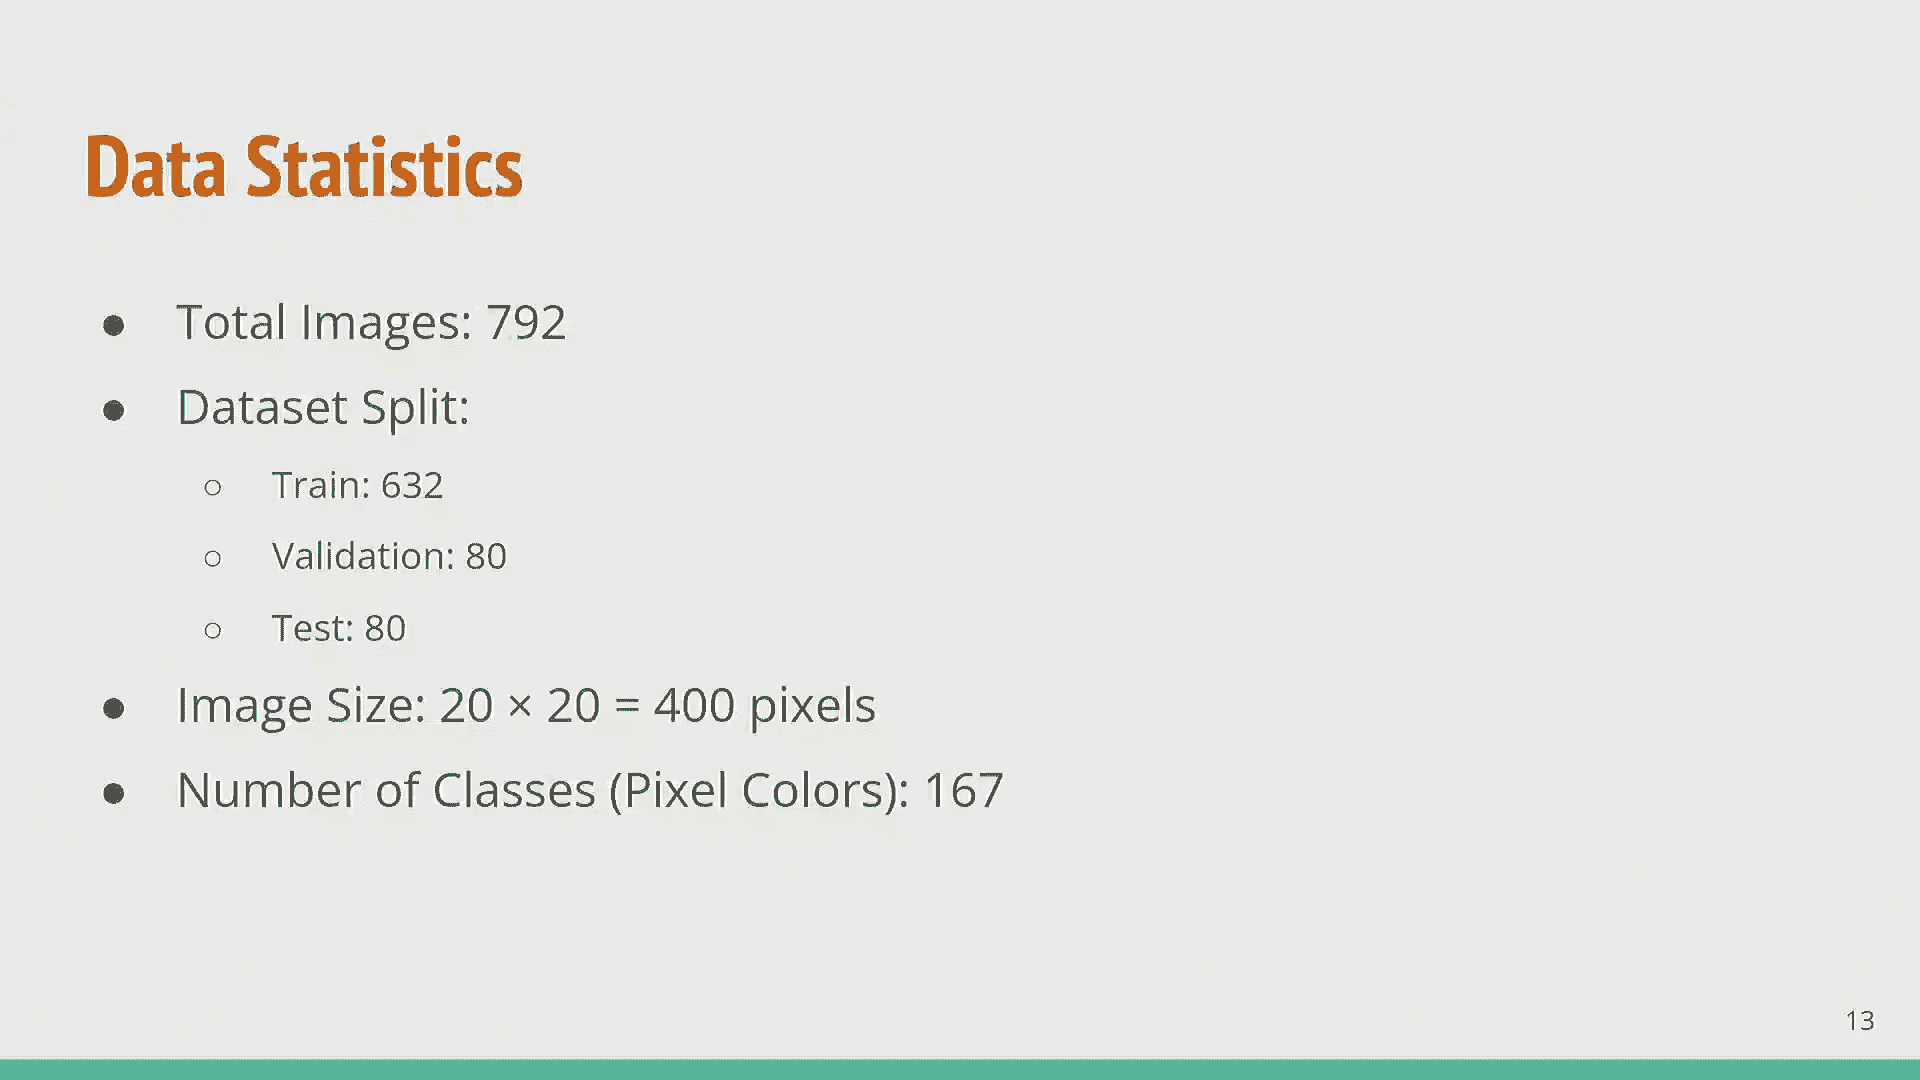 Data Statistics
● Total Images: 792
● Dataset Split:
○ Train: 632
○ Validation: 80
○ Test: 80
● Image Size: 20 × 20 = 400 pixels
● Number of Classes (Pixel Colors): 167
13